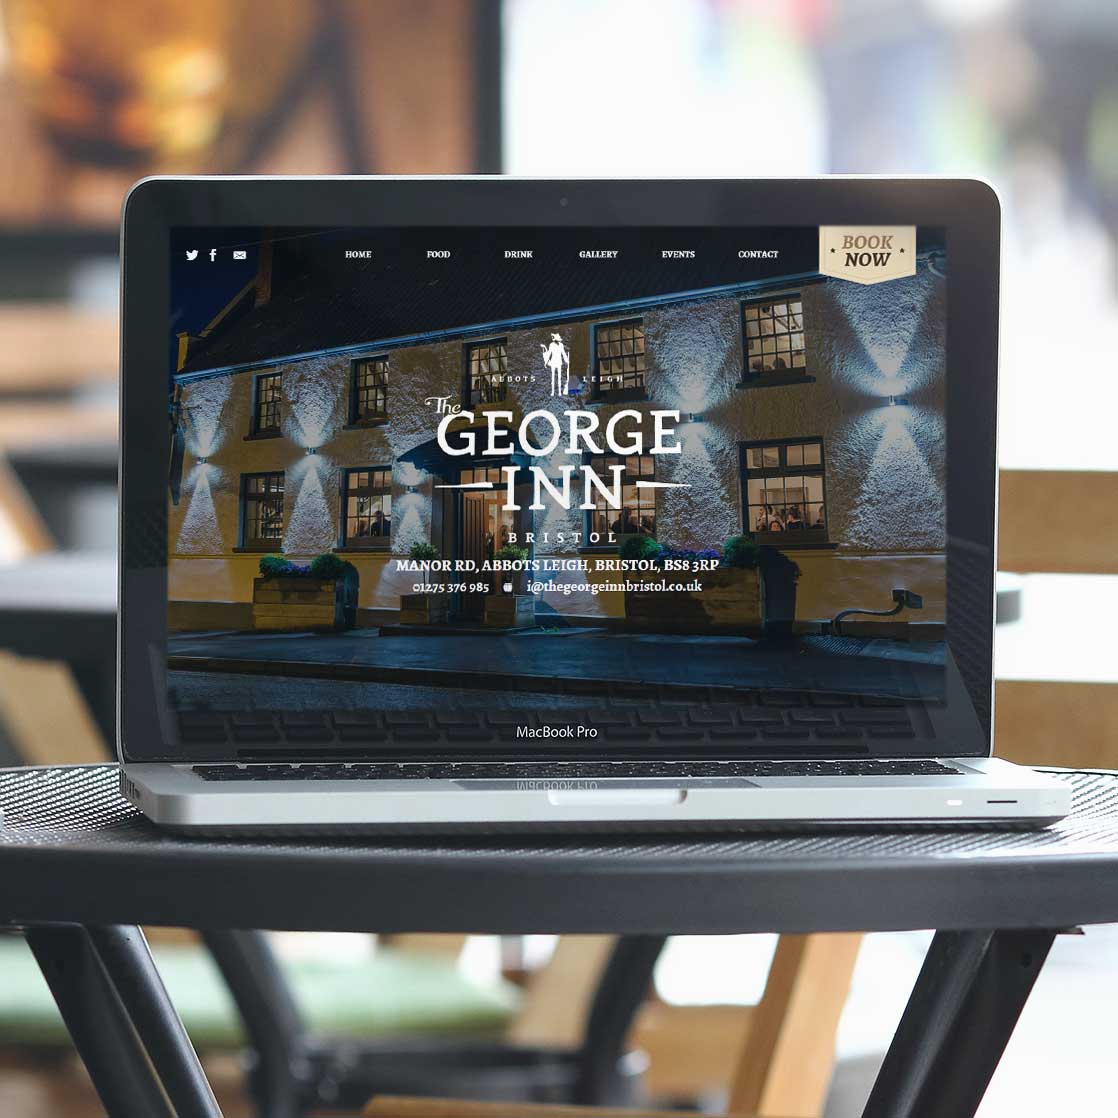 HOME FOOD DRINK GALLERY EVENTS CONTACT
BOOK
NOW
ABBOTS LEIGH
The
GEORGE
INN
BRISTOL
MANOR RD, ABBOTS LEIGH, BRISTOL, BS8 3RP
01275 376 985 i@thegeorgeinnbristol.co.uk
MacBook Pro